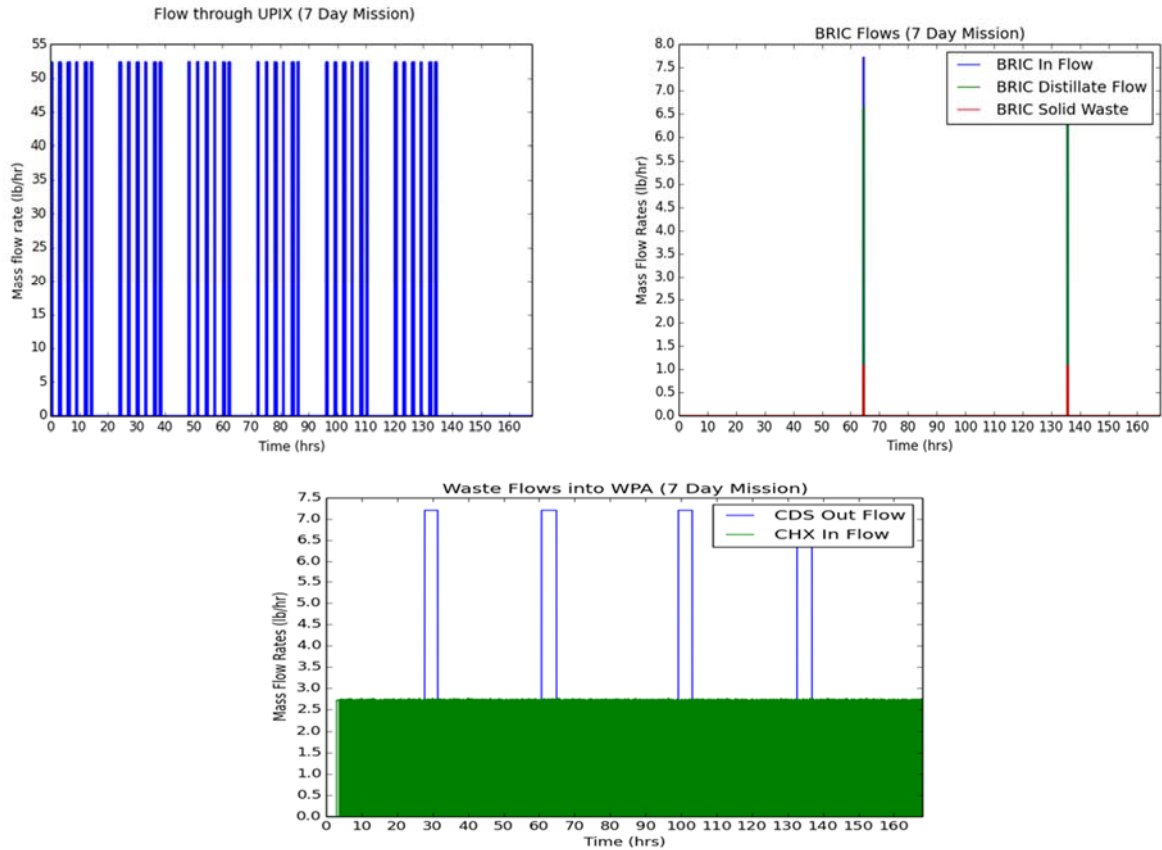 Flow through UPIX (7 Day Mission)
55
50
45
40
35
30
25
20
15
10
5
0
Mass flow rate (lb/hr)
0 10 20 30 40 50 60 70 80 90 100 110 120 130 140 150 160
Time (hrs)
BRIC Flows (7 Day Mission)
8.0
7.5
7.0
6.5
6.0
5.5
5.0
4.5
4.0
3.5
3.0
2.5
2.0
1.5
1.0
0.5
0.0
Mass Flow Rates (lb/hr)
BRIC In Flow
BRIC Distillate Flow
BRIC Solid Waste
0 10 20 30 40 50 60 70 80 90 100 110 120 130 140 150 160
Time (hrs)
Waste Flows into WPA (7 Day Mission)
7.5
7.0
6.5
6.0
5.5
5.0
4.5
4.0
3.5
3.0
2.5
2.0
1.5
1.0
0.5
0.0
Mass Flow Rates (lb/hr)
CDS Out Flow
CHX In Flow
0 10 20 30 40 50 60 70 80 90 100 110 120 130 140 150 160
Time (hrs)